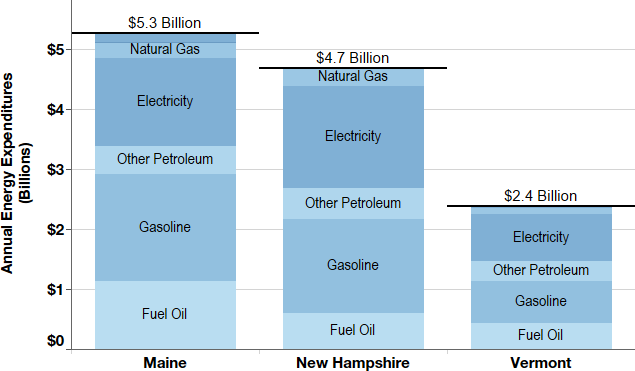 $5.3 Billion
$4.7 Billion
$2.4 Billion
Annual Energy Expenditures
(Billions)
$5
$4
$3
$2
$1
$0
Natural Gas
Electricity
Other Petroleum
Gasoline
Fuel Oil
Natural Gas
Electricity
Other Petroleum
Gasoline
Fuel Oil
Electricity
Other Petroleum
Gasoline
Fuel Oil
Maine
New Hampshire
Vermont